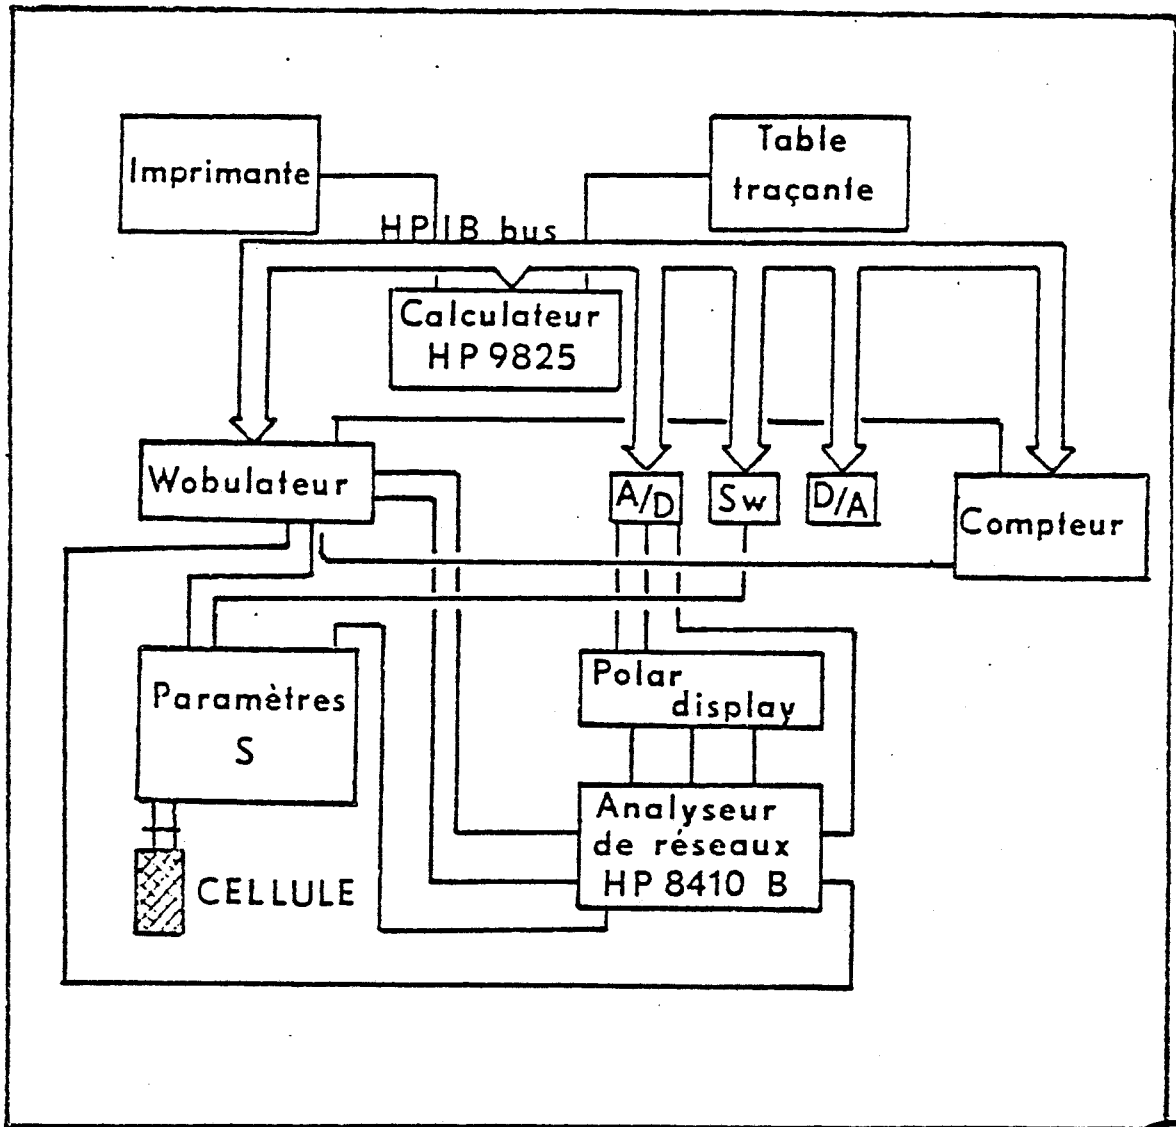 Imprimante
Table
traçante
HP IB bus
Calculateur
HP 9825
Wobulateur
A/D
Sw
D/A
Compteur
Paramètres
S
Polar
display
Analyseur
de réseaux
HP 8410 B
CELLULE